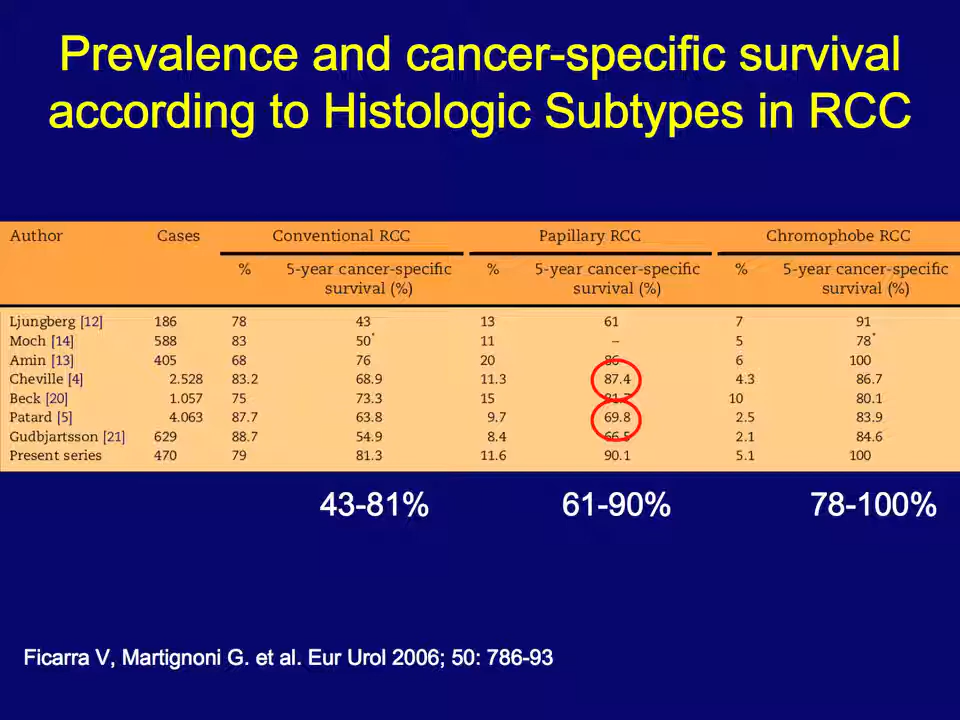 Prevalence and cancer-specific survival
according to Histologic Subtypes in RCC
Author Cases Conventional RCC Papillary RCC Chromophobe RCC
% 5-year cancer-specific % 5-year cancer-specific % 5-year cancer-specific
survival (%) survival (%) survival (%)
Ljungberg [12] 186 78 43 13 61 7 91
Moch [14] 588 83 50* 11 – 5 78*
Amin [13] 405 68 76 20 86 6 100
Cheville [4] 2.528 83.2 68.9 11.3 87.4 4.3 86.7
Beck [20] 1.057 75 73.3 15 10 80.1
Patard [5] 4.063 87.7 63.8 9.7 69.8 2.5 83.9
Gudbjartsson [21] 629 88.7 54.9 8.4 66.5 2.1 84.6
Present series 470 79 81.3 11.6 90.1 5.1 100
43-81% 61-90% 78-100%
Ficarra V, Martignoni G. et al. Eur Urol 2006; 50: 786-93